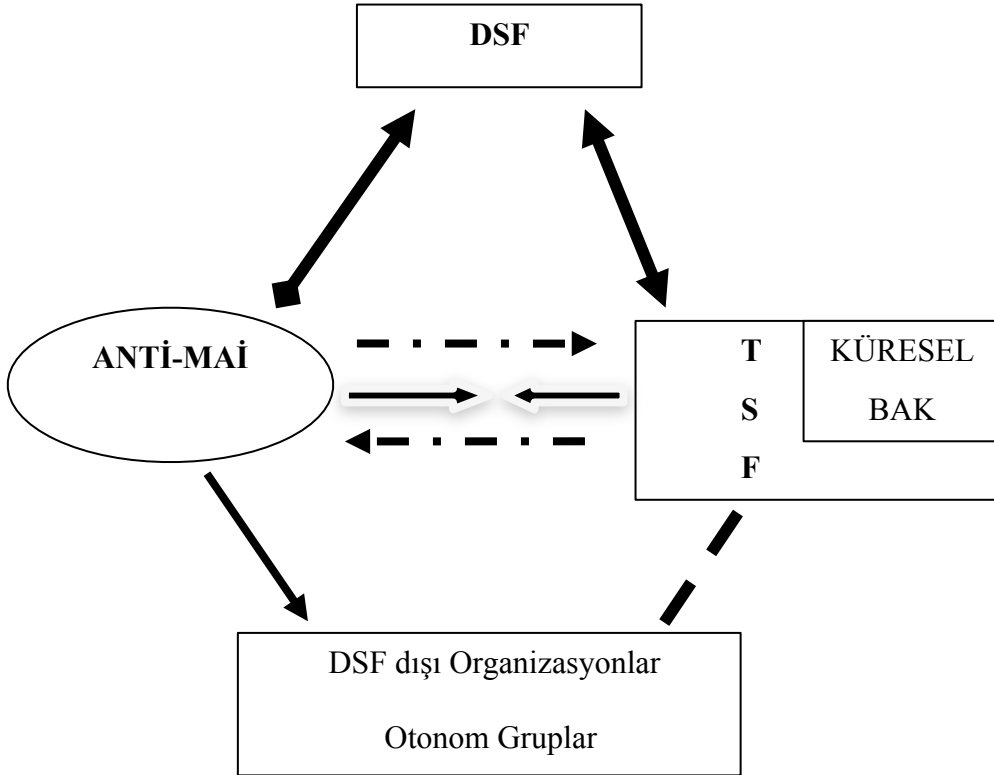 DSF
ANTİ-MAİ
T
S
F
KÜRESEL
BAK
DSF dışı Organizasyonlar
Otonom Gruplar